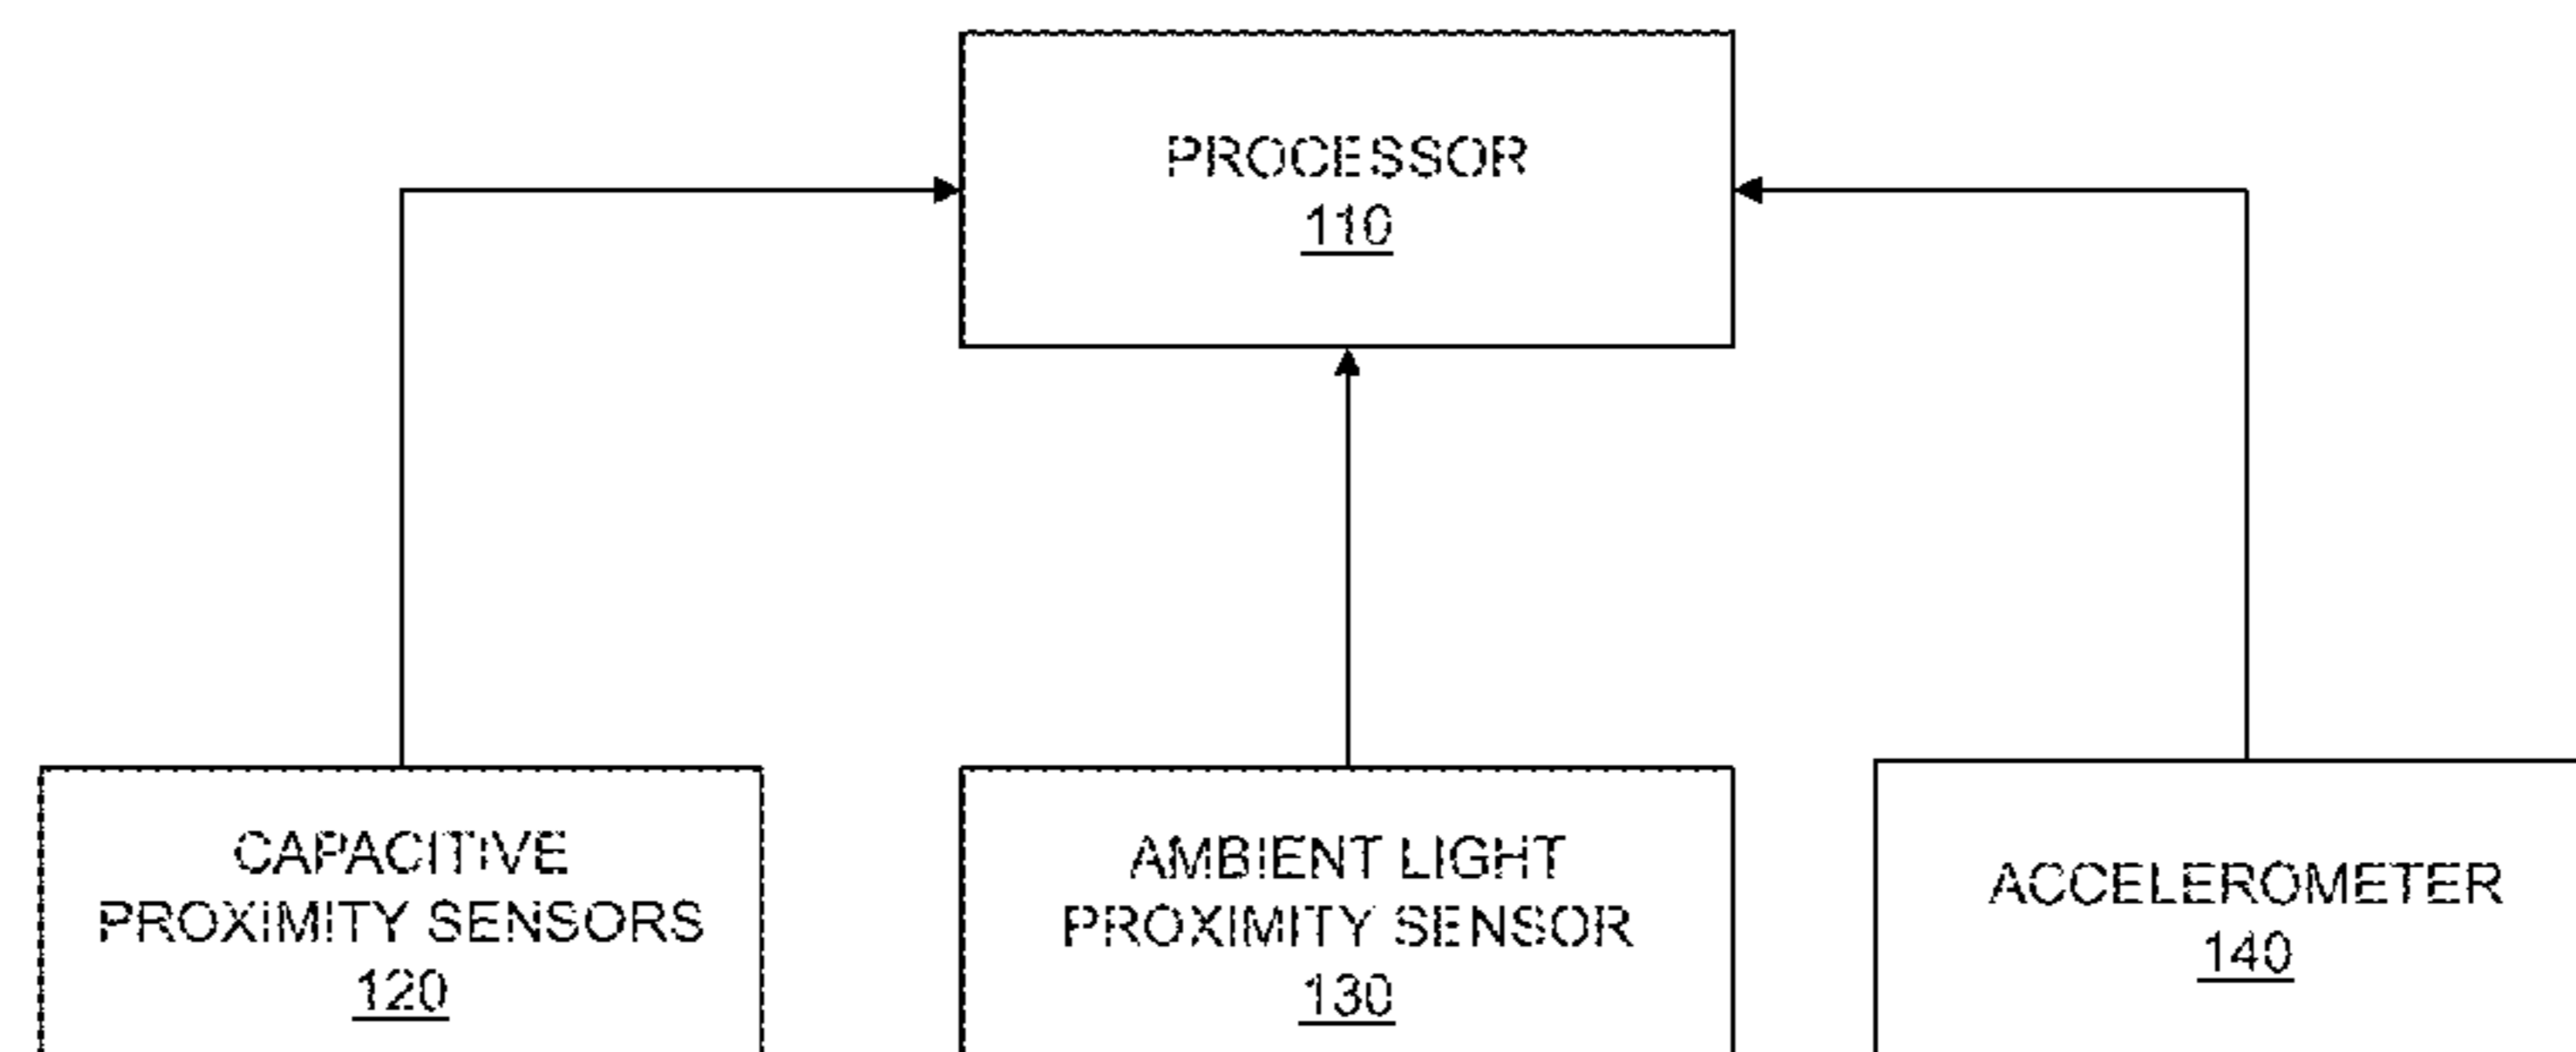 PROCESSOR
110
CAPACITIVE
PROXIMITY SENSORS
120
AMBIENT LIGHT
PROXIMITY SENSOR
130
ACCELEROMETER
140